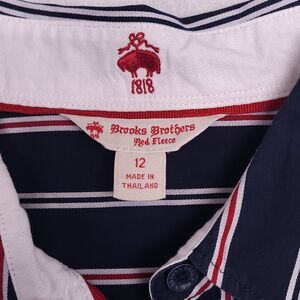 1818
Brooks Brothers
Red Fleece
12
MADE IN
THAILAND